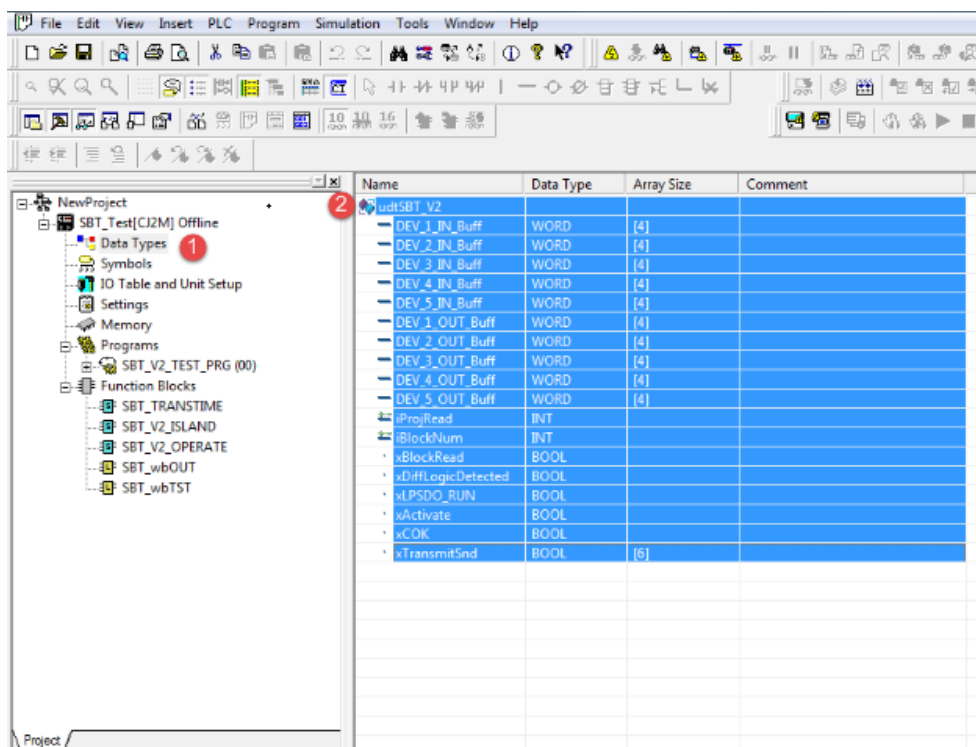 File Edit View Insert PLC Program Simulation Tools Window Help
10 10 16
NewProject
SBT_Test[CJ2M] Offline
Data Types 1
Symbols
IO Table and Unit Setup
Settings
Memory
Programs
SBT_V2_TEST_PRG (00)
Function Blocks
SBT_TRANSTIME
SBT_V2_ISLAND
SBT_V2_OPERATE
SBT_wbOUT
SBT_wbTST
Project
Name Data Type Array Size Comment
2 udtSBT_V2
DEV_1_IN_Buff WORD [4]
DEV_2_IN_Buff WORD [4]
DEV_3_IN_Buff WORD [4]
DEV_4_IN_Buff WORD [4]
DEV_5_IN_Buff WORD [4]
DEV_1_OUT_Buff WORD [4]
DEV_2_OUT_Buff WORD [4]
DEV_3_OUT_Buff WORD [4]
DEV_4_OUT_Buff WORD [4]
DEV_5_OUT_Buff WORD [4]
iProjRead INT
iBlockNum INT
xBlockRead BOOL
xDiffLogicDetected BOOL
xLPSDO_RUN BOOL
xActivate BOOL
xCOK BOOL
xTransmitSnd BOOL [6]